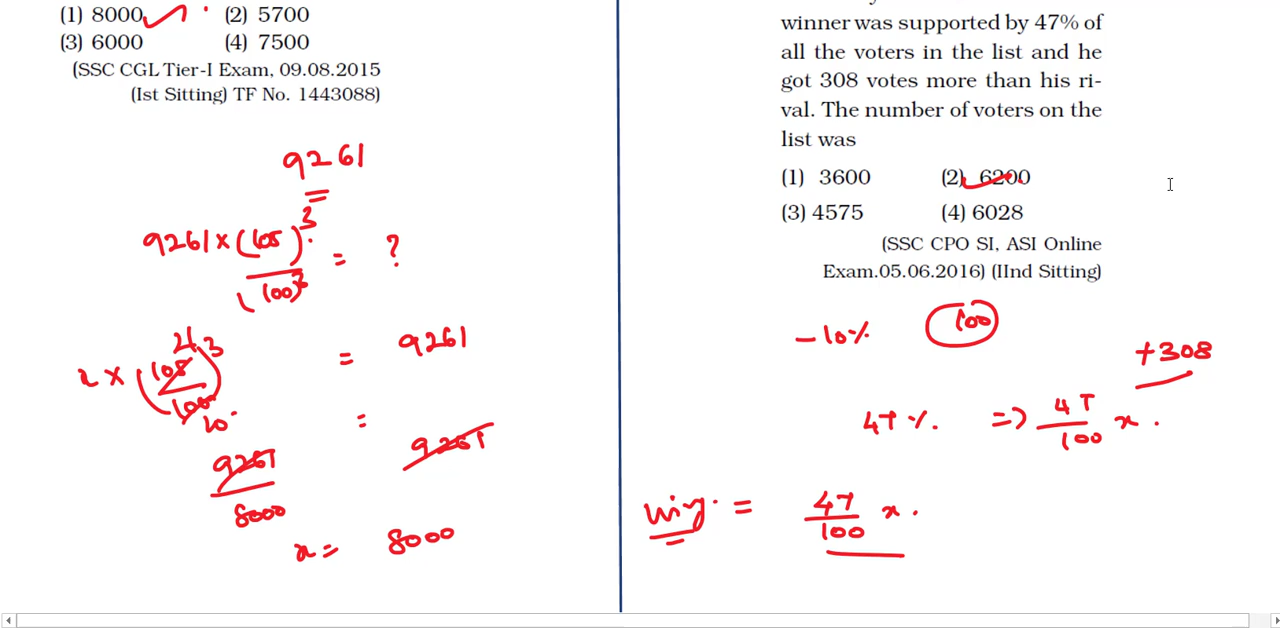 (1) 8000 (2) 5700
(3) 6000 (4) 7500
(SSC CGL Tier-I Exam, 09.08.2015
(Ist Sitting) TF No. 1443088)
9261
9261 × (105)³ = ?
(100)³
x × (105/100)³ = 9261
21
20
9261 = 9261
8000
x = 8000
winner was supported by 47% of
all the voters in the list and he
got 308 votes more than his ri-
val. The number of voters on the
list was
(1) 3600 (2) 6200
(3) 4575 (4) 6028
(SSC CPO SI, ASI Online
Exam.05.06.2016) (IInd Sitting)
-10% 100
+308
47%. => 47/100 x.
= 47/100 x.